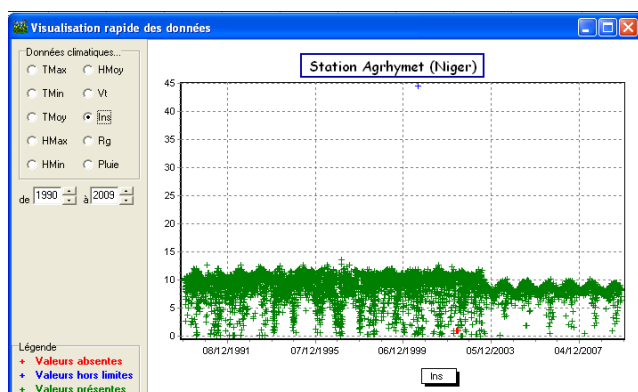 Visualisation rapide des données
Données climatiques...
TMax HMoy
TMin Vt
TMoy Ins
HMax Rg
HMin Pluie
de 1990 à 2009
Légende
+ Valeurs absentes
+ Valeurs hors limites
+ Valeurs présentes
Station Agrhymet (Niger)
45
40
35
30
25
20
15
10
5
0
08/12/1991 07/12/1995 06/12/1999 05/12/2003 04/12/2007
Ins